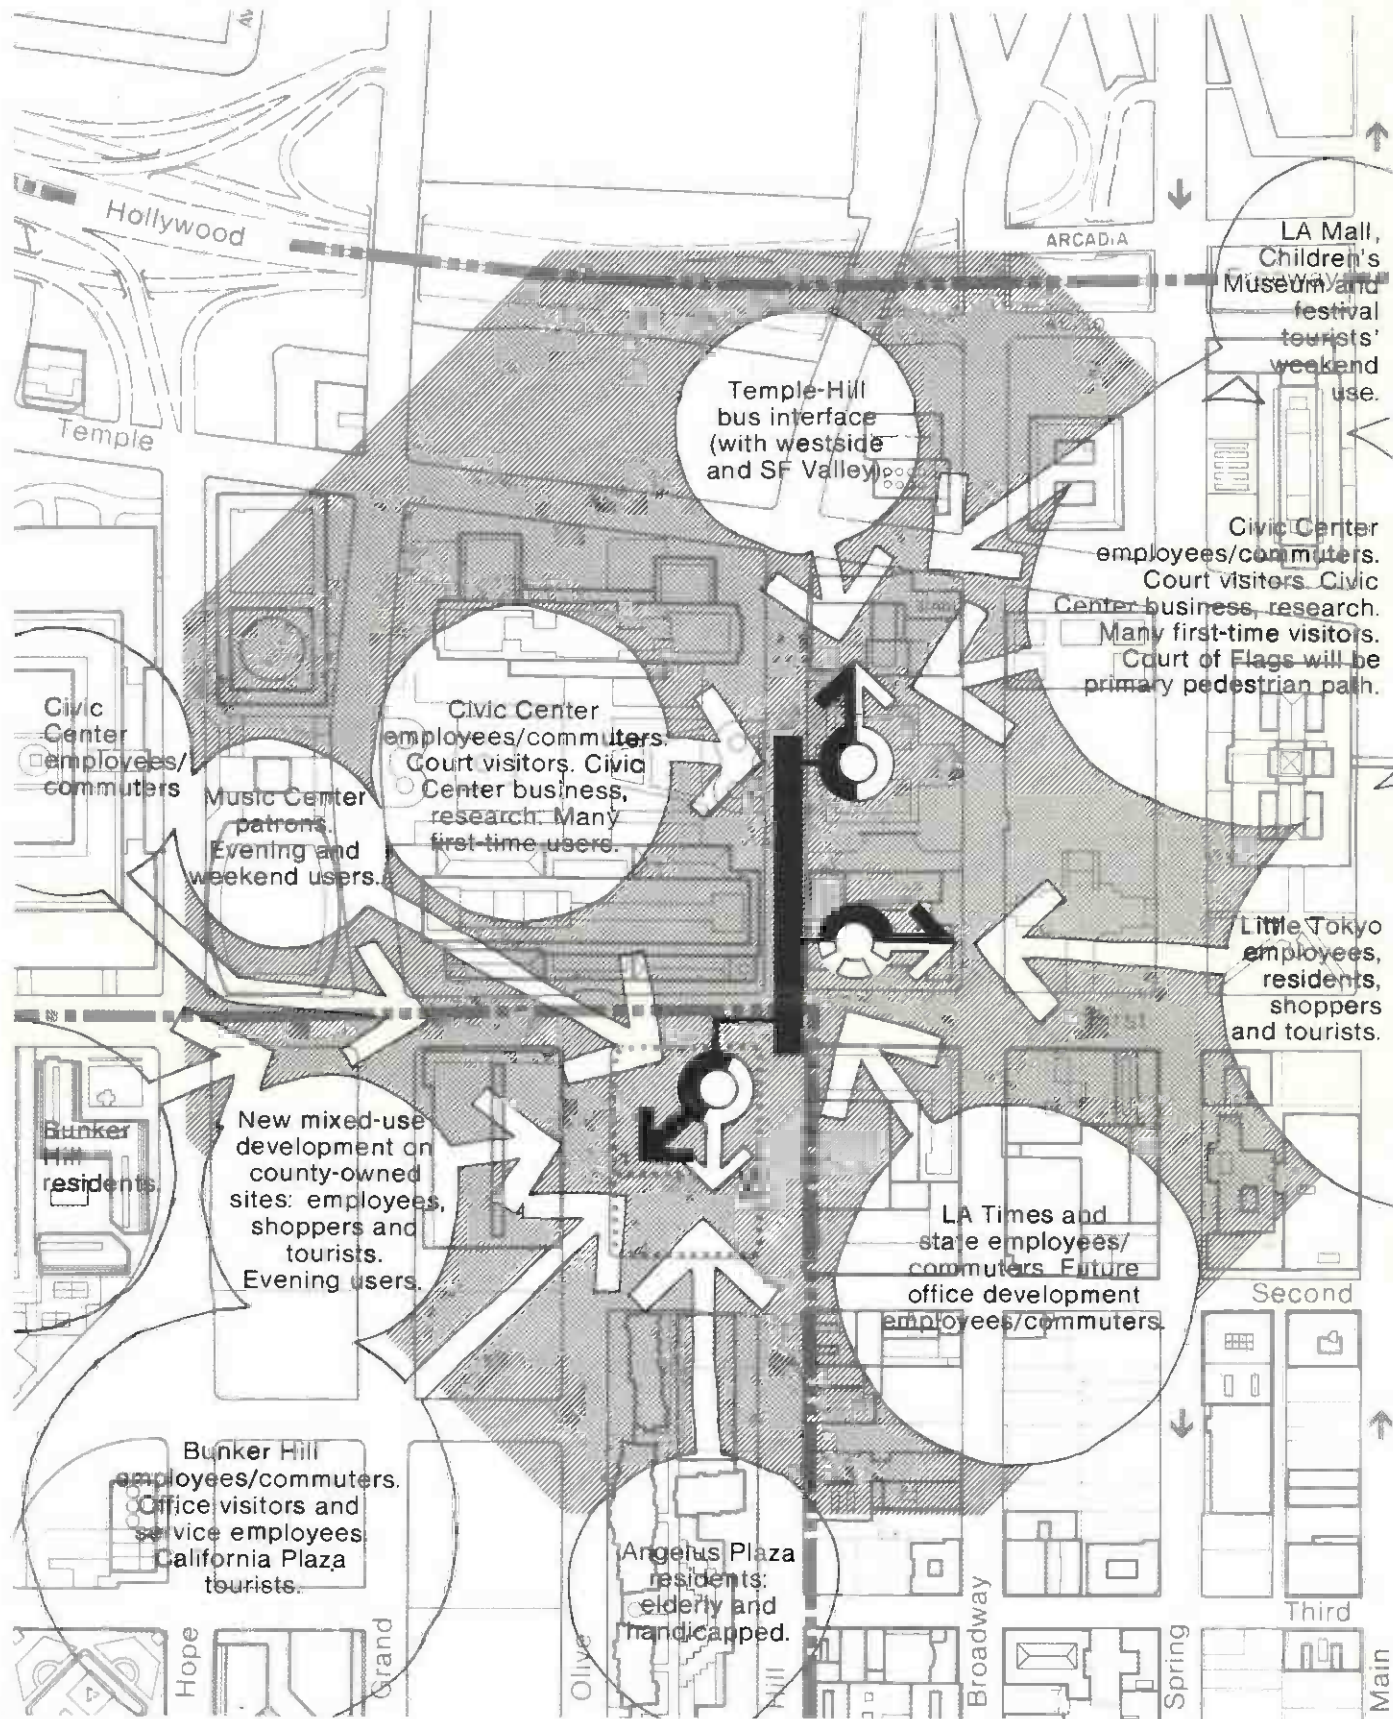 Hollywood
ARCADIA
Freeway
LA Mall,
Children's
Museum and
festival
tourists'
weekend
use.
Temple-Hill
bus interface
(with westside
and SF Valley)
Temple
Civic Center
employees/commuters.
Court visitors. Civic
Center business, research.
Many first-time visitors.
Court of Flags will be
primary pedestrian path.
Civic
Center
employees/
commuters
Music Center
patrons.
Evening and
weekend users.
Civic Center
employees/commuters.
Court visitors. Civic
Center business,
research. Many
first-time users.
Little Tokyo
employees,
residents,
shoppers
and tourists.
First
Bunker
Hill
residents.
New mixed-use
development on
county-owned
sites: employees,
shoppers and
tourists.
Evening users.
LA Times and
state employees/
commuters. Future
office development
employees/commuters.
Second
Bunker Hill
employees/commuters.
Office visitors and
service employees.
California Plaza
tourists.
Angelus Plaza
residents:
elderly and
handicapped.
Third
Hope
Grand
Olive
Hill
Broadway
Spring
Main